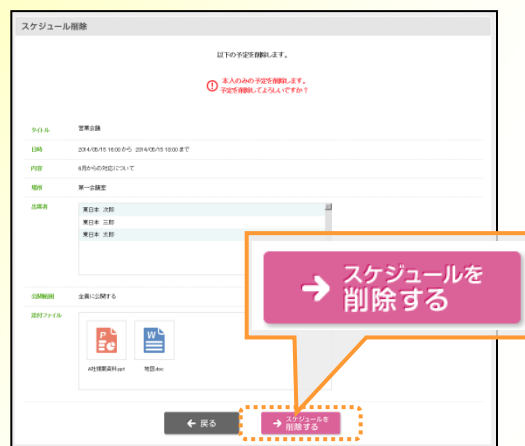 スケジュール削除
以下の予定を削除します。
本人のみの予定を削除します。
予定を削除してよろしいですか？
タイトル 営業会議
日時 2014/05/15 16:00 から 2014/05/15 18:00 まで
内容 6月からの対応について
場所 第一会議室
出席者 東日本 次郎
東日本 三郎
東日本 太郎
スケジュールを
削除する
公開範囲 全員に公開する
添付ファイル
A社提案資料.ppt 地図.doc
戻る
スケジュールを
削除する